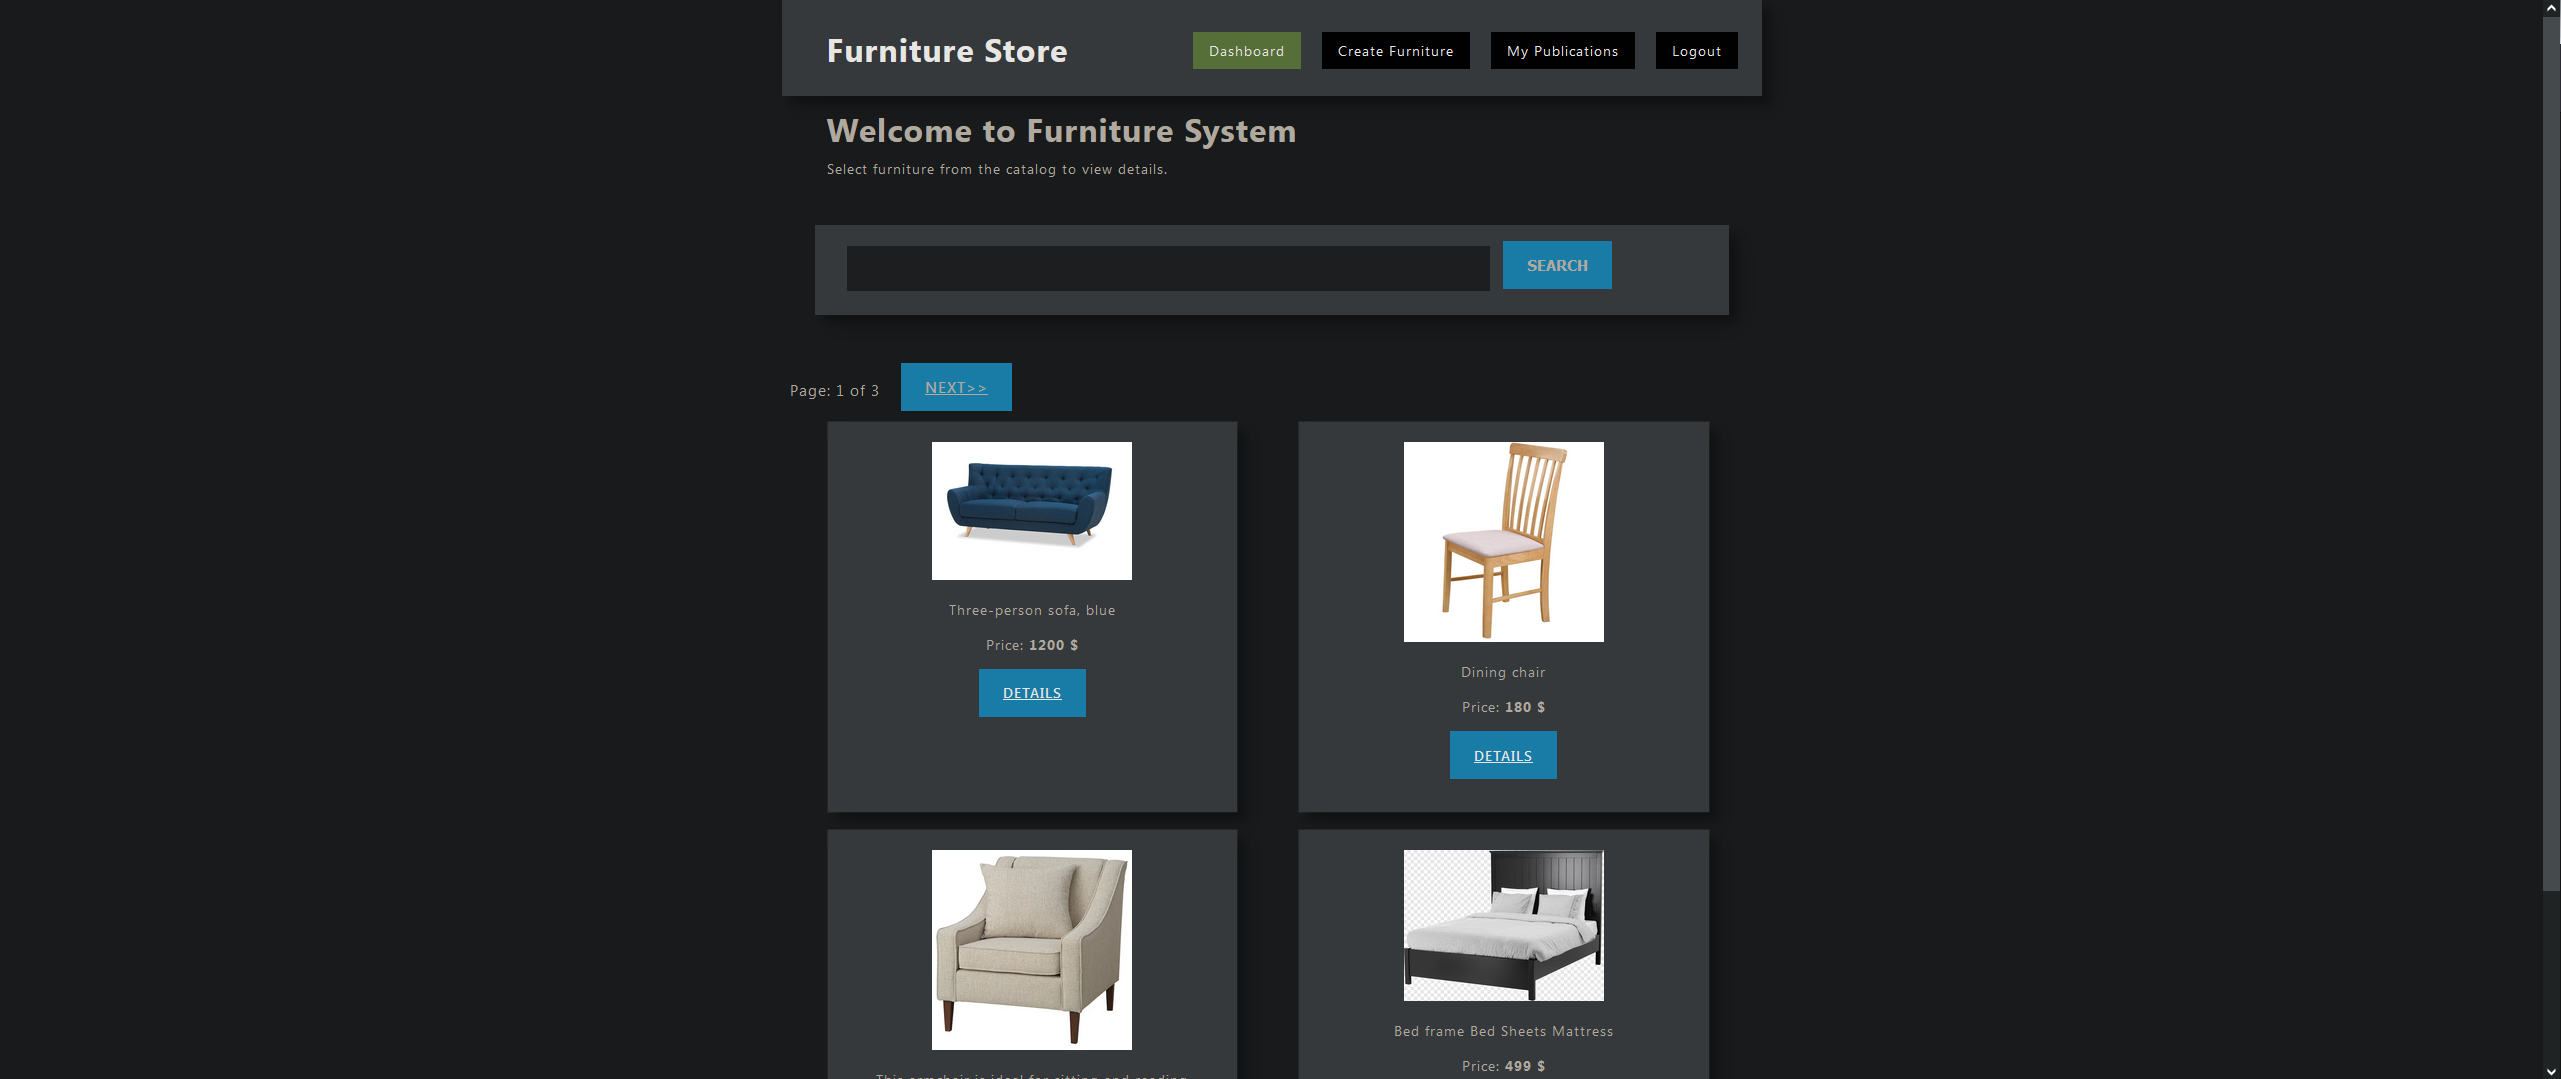 Furniture Store
Dashboard
Create Furniture
My Publications
Logout
Welcome to Furniture System
Select furniture from the catalog to view details.
SEARCH
Page: 1 of 3
NEXT>>
Three-person sofa, blue
Price: 1200 $
DETAILS
Dining chair
Price: 180 $
DETAILS
This armchair is ideal for sitting and reading
Bed frame Bed Sheets Mattress
Price: 499 $